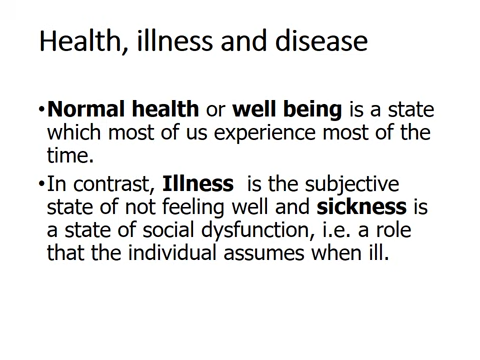 Health, illness and disease
•Normal health or well being is a state
which most of us experience most of the
time.
•In contrast, Illness is the subjective
state of not feeling well and sickness is
a state of social dysfunction, i.e. a role
that the individual assumes when ill.